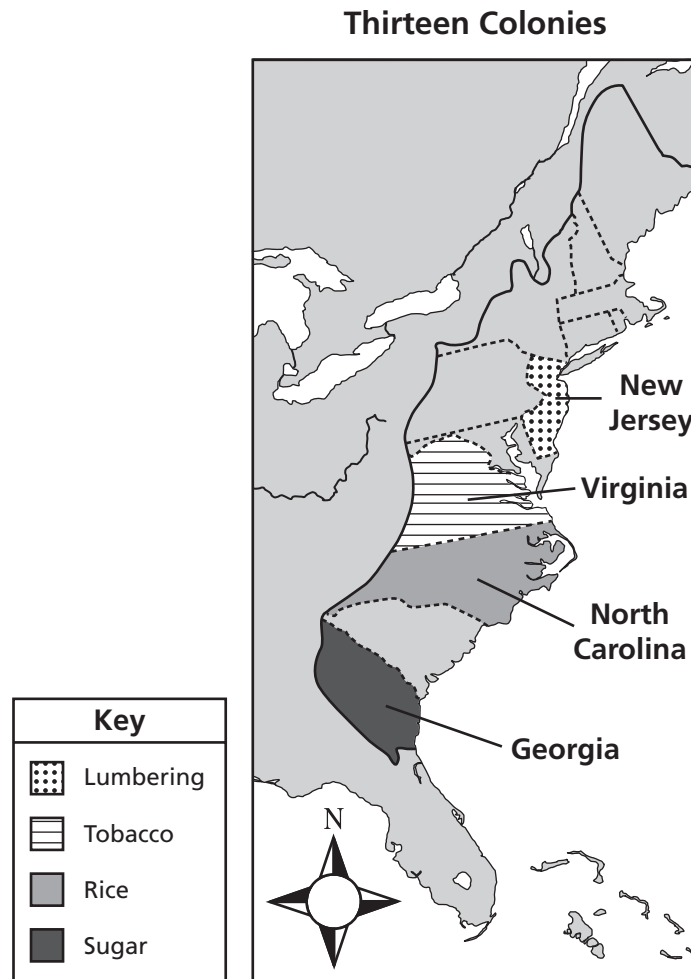 Thirteen Colonies
New
Jersey
Virginia
North
Carolina
Georgia
Key
Lumbering
Tobacco
Rice
Sugar
N